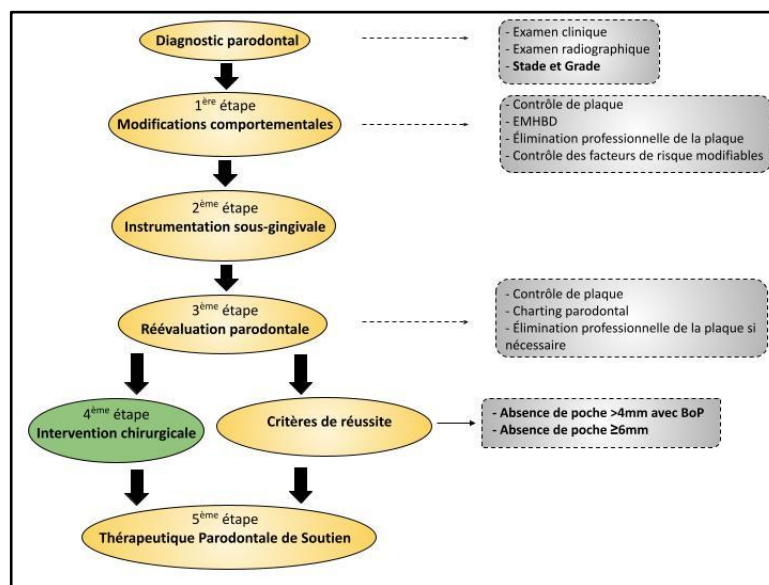 Diagnostic parodontal
- Examen clinique
- Examen radiographique
- Stade et Grade
1ère étape
Modifications comportementales
- Contrôle de plaque
- EMHBD
- Élimination professionnelle de la plaque
- Contrôle des facteurs de risque modifiables
2ème étape
Instrumentation sous-gingivale
3ème étape
Réévaluation parodontale
- Contrôle de plaque
- Charting parodontal
- Élimination professionnelle de la plaque si
nécessaire
4ème étape
Intervention chirurgicale
Critères de réussite
- Absence de poche >4mm avec BoP
- Absence de poche ≥6mm
5ème étape
Thérapeutique Parodontale de Soutien